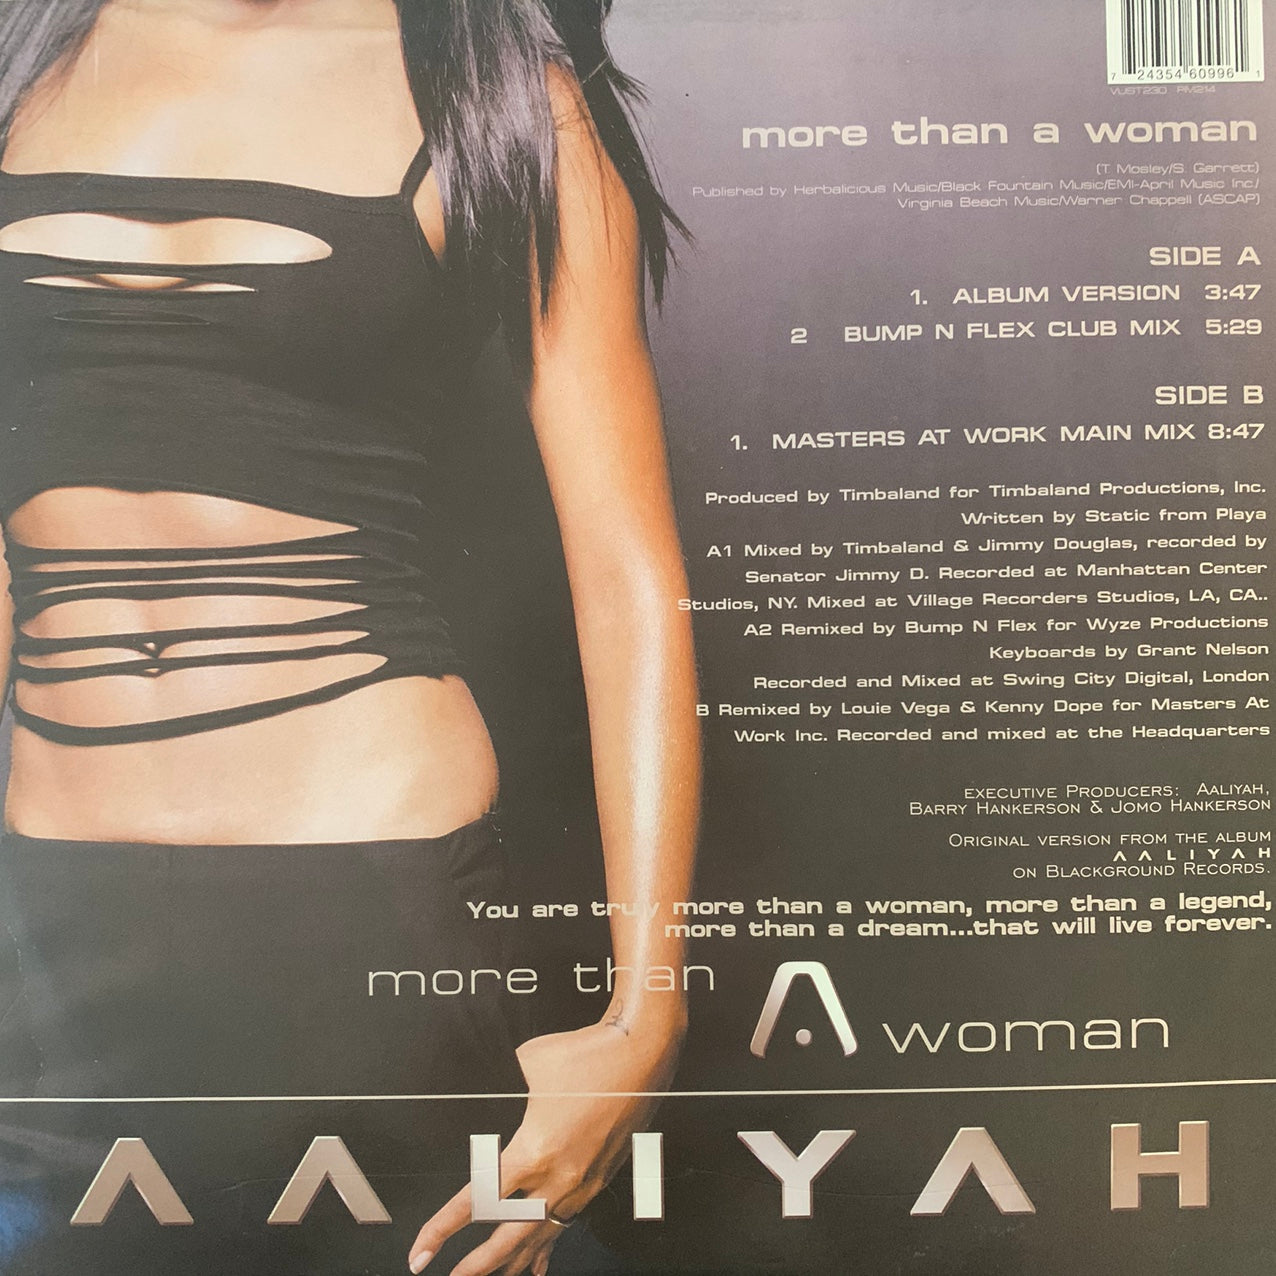 7 24354 60996 1
VUST230 PM214
more than a woman
(T. Mosley/S. Garrett)
Published by Herbalicious Music/Black Fountain Music/EMI-April Music Inc./
Virginia Beach Music/Warner Chappell (ASCAP)
SIDE A
1. ALBUM VERSION 3:47
2 BUMP N FLEX CLUB MIX 5:29
SIDE B
1. MASTERS AT WORK MAIN MIX 8:47
Produced by Timbaland for Timbaland Productions, Inc.
Written by Static from Playa
A1 Mixed by Timbaland & Jimmy Douglas, recorded by
Senator Jimmy D. Recorded at Manhattan Center
Studios, NY. Mixed at Village Recorders Studios, LA, CA..
A2 Remixed by Bump N Flex for Wyze Productions
Keyboards by Grant Nelson
Recorded and Mixed at Swing City Digital, London
B Remixed by Louie Vega & Kenny Dope for Masters At
Work Inc. Recorded and mixed at the Headquarters
EXECUTIVE PRODUCERS: AALIYAH,
BARRY HANKERSON & JOMO HANKERSON
ORIGINAL VERSION FROM THE ALBUM
AALIYAH
ON BLACKGROUND RECORDS.
You are truly more than a woman, more than a legend,
more than a dream...that will live forever.
more than A woman
AALIYAH